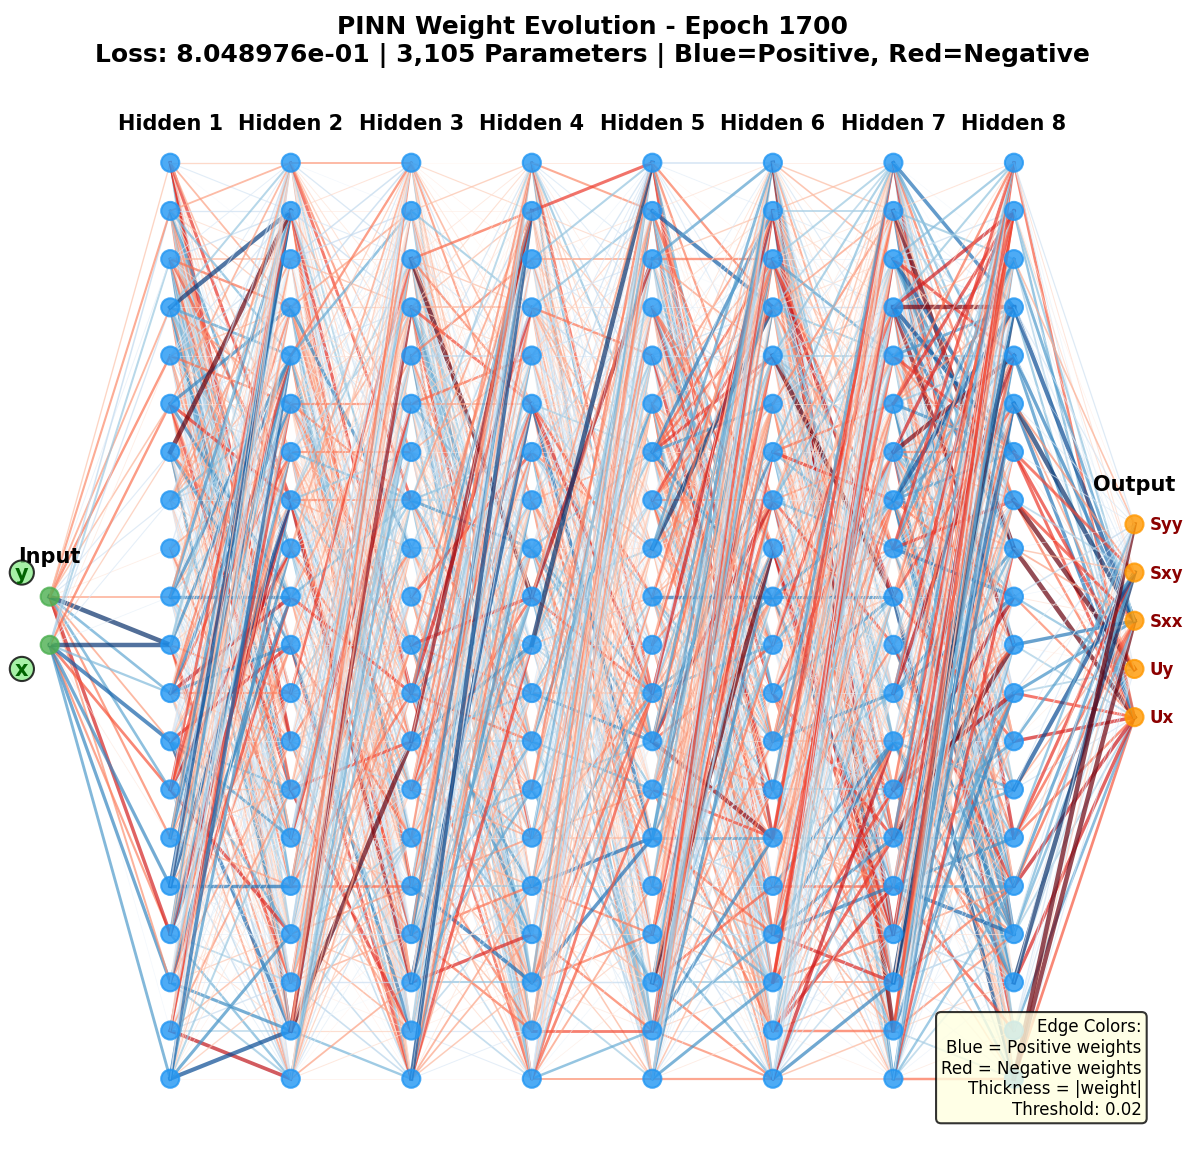 PINN Weight Evolution - Epoch 1700
Loss: 8.048976e-01 | 3,105 Parameters | Blue=Positive, Red=Negative
Hidden 1 Hidden 2 Hidden 3 Hidden 4 Hidden 5 Hidden 6 Hidden 7 Hidden 8
Output
Syy
Input
y
Sxy
Sxx
x
Uy
Ux
Edge Colors:
Blue = Positive weights
Red = Negative weights
Thickness = |weight|
Threshold: 0.02